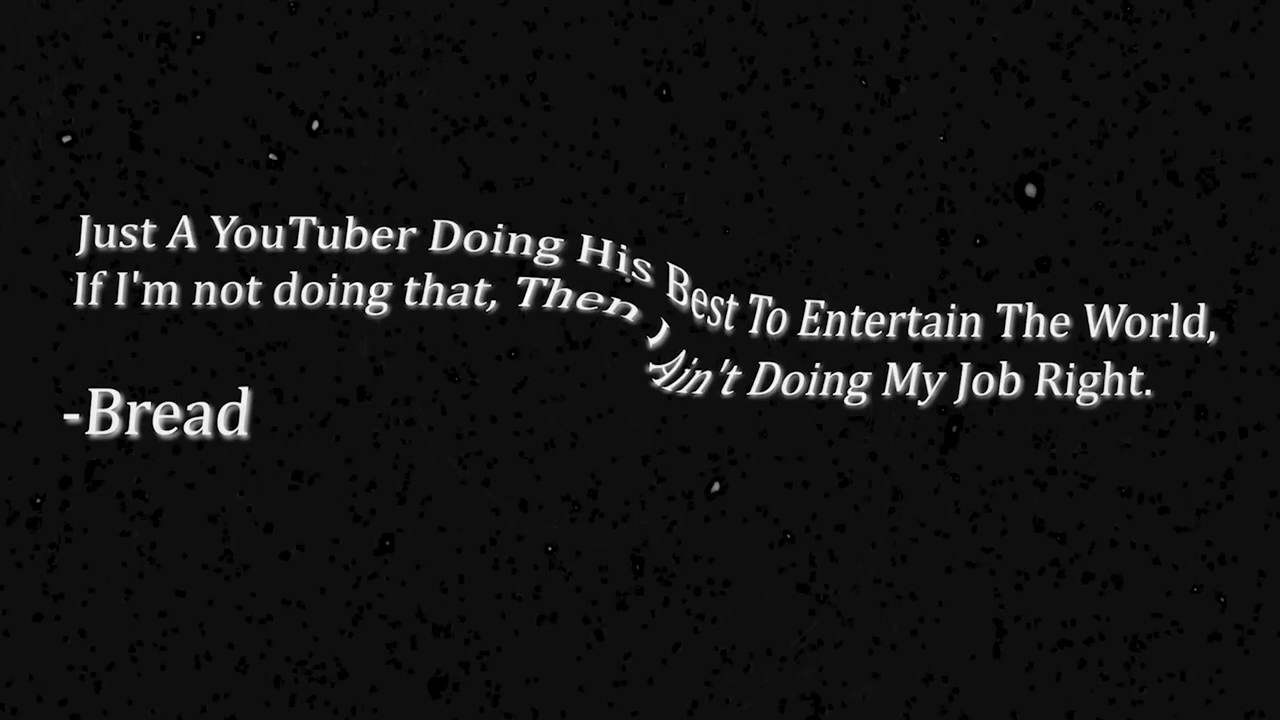 Just A YouTuber Doing His Best To Entertain The World,
If I'm not doing that, Then I Ain't Doing My Job Right.
-Bread